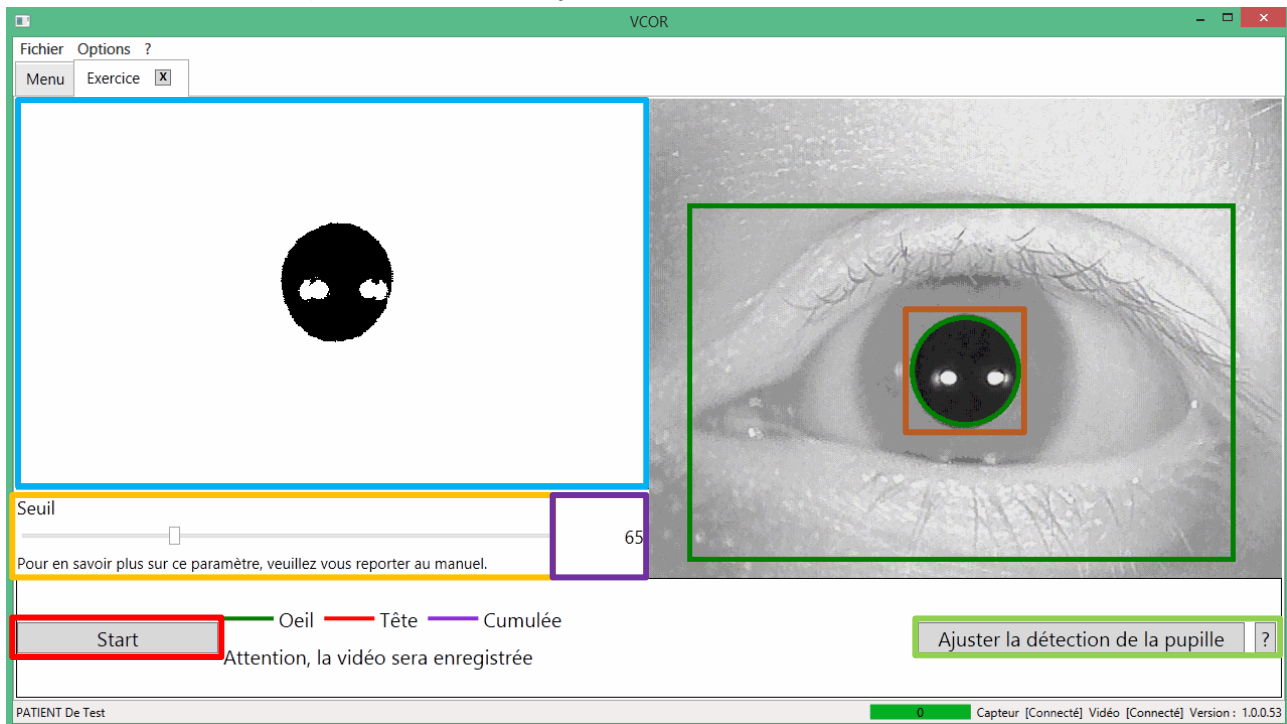 VCOR
Fichier Options ?
Menu Exercice X
Seuil
65
Pour en savoir plus sur ce paramètre, veuillez vous reporter au manuel.
Oeil Tête Cumulée
Start
Attention, la vidéo sera enregistrée
Ajuster la détection de la pupille ?
PATIENT De Test
0
Capteur [Connecté] Vidéo [Connecté] Version : 1.0.0.53